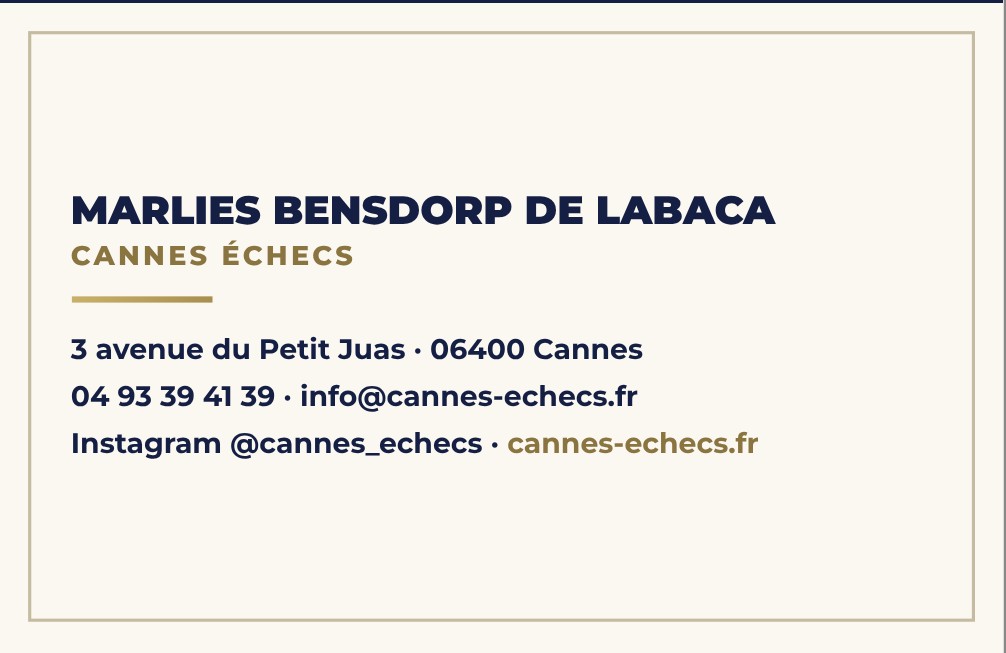 MARLIES BENSDORP DE LABACA
CANNES ÉCHECS
3 avenue du Petit Juas · 06400 Cannes
04 93 39 41 39 · info@cannes-echecs.fr
Instagram @cannes_echecs · cannes-echecs.fr